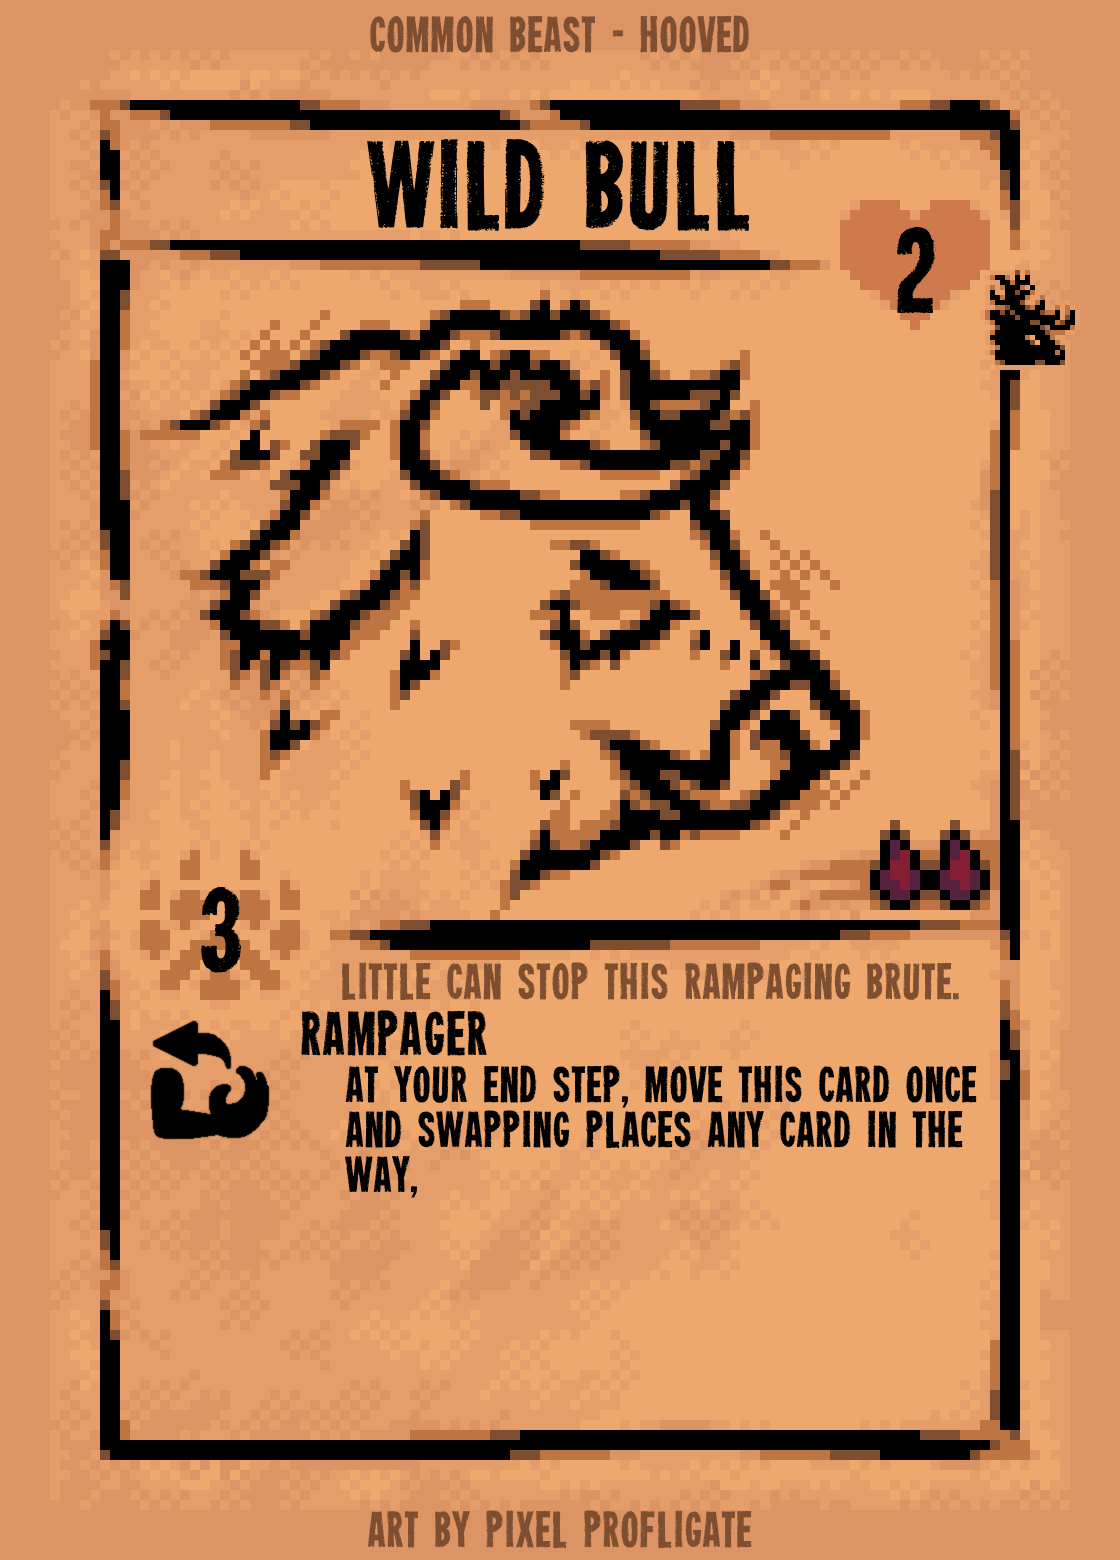 COMMON BEAST - HOOVED
WILD BULL
2
3
LITTLE CAN STOP THIS RAMPAGING BRUTE.
RAMPAGER
AT YOUR END STEP, MOVE THIS CARD ONCE
AND SWAPPING PLACES ANY CARD IN THE
WAY,
ART BY PIXEL PROFLIGATE